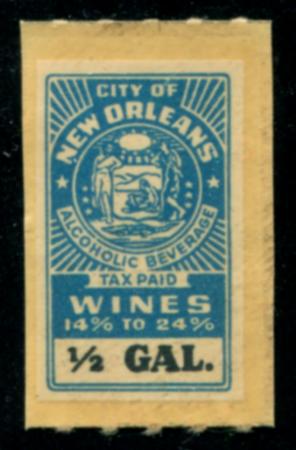 CITY OF
NEW ORLEANS
ALCOHOLIC BEVERAGE
TAX PAID
WINES
14% TO 24%
½ GAL.